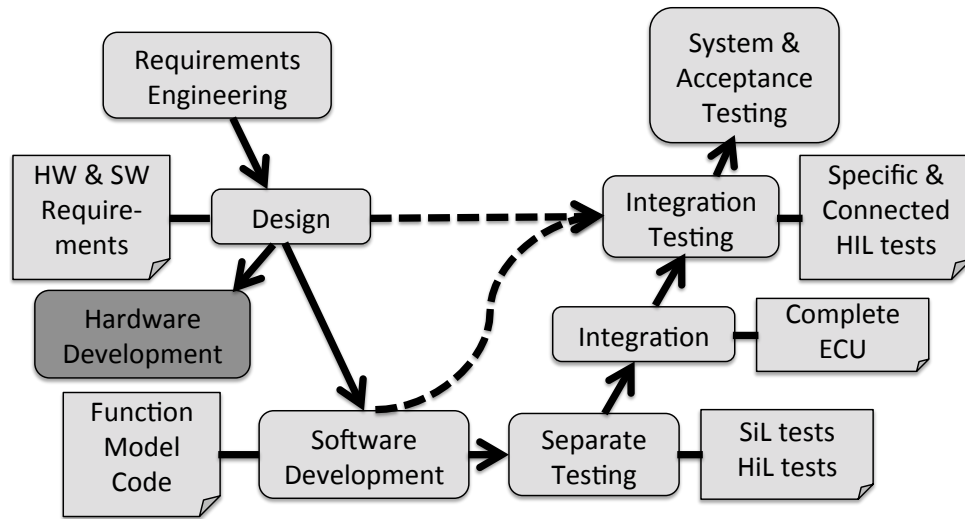 Requirements
Engineering
System &
Acceptance
Testing
HW & SW
Require-
ments
Design
Integration
Testing
Specific &
Connected
HIL tests
Hardware
Development
Integration
Complete
ECU
Function
Model
Code
Software
Development
Separate
Testing
SiL tests
HiL tests